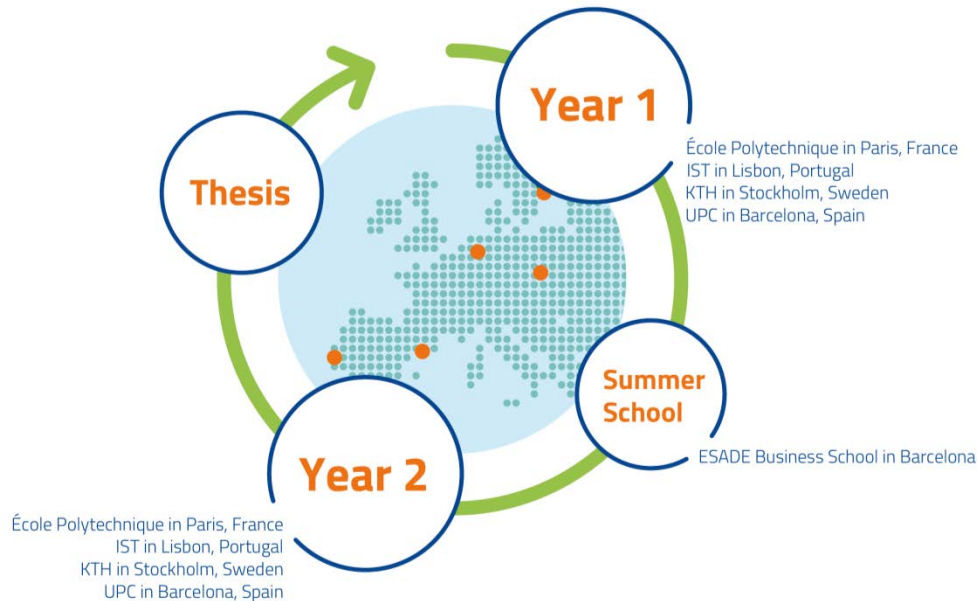 Year 1
École Polytechnique in Paris, France
IST in Lisbon, Portugal
KTH in Stockholm, Sweden
UPC in Barcelona, Spain
Thesis
Summer
School
ESADE Business School in Barcelona
Year 2
École Polytechnique in Paris, France
IST in Lisbon, Portugal
KTH in Stockholm, Sweden
UPC in Barcelona, Spain